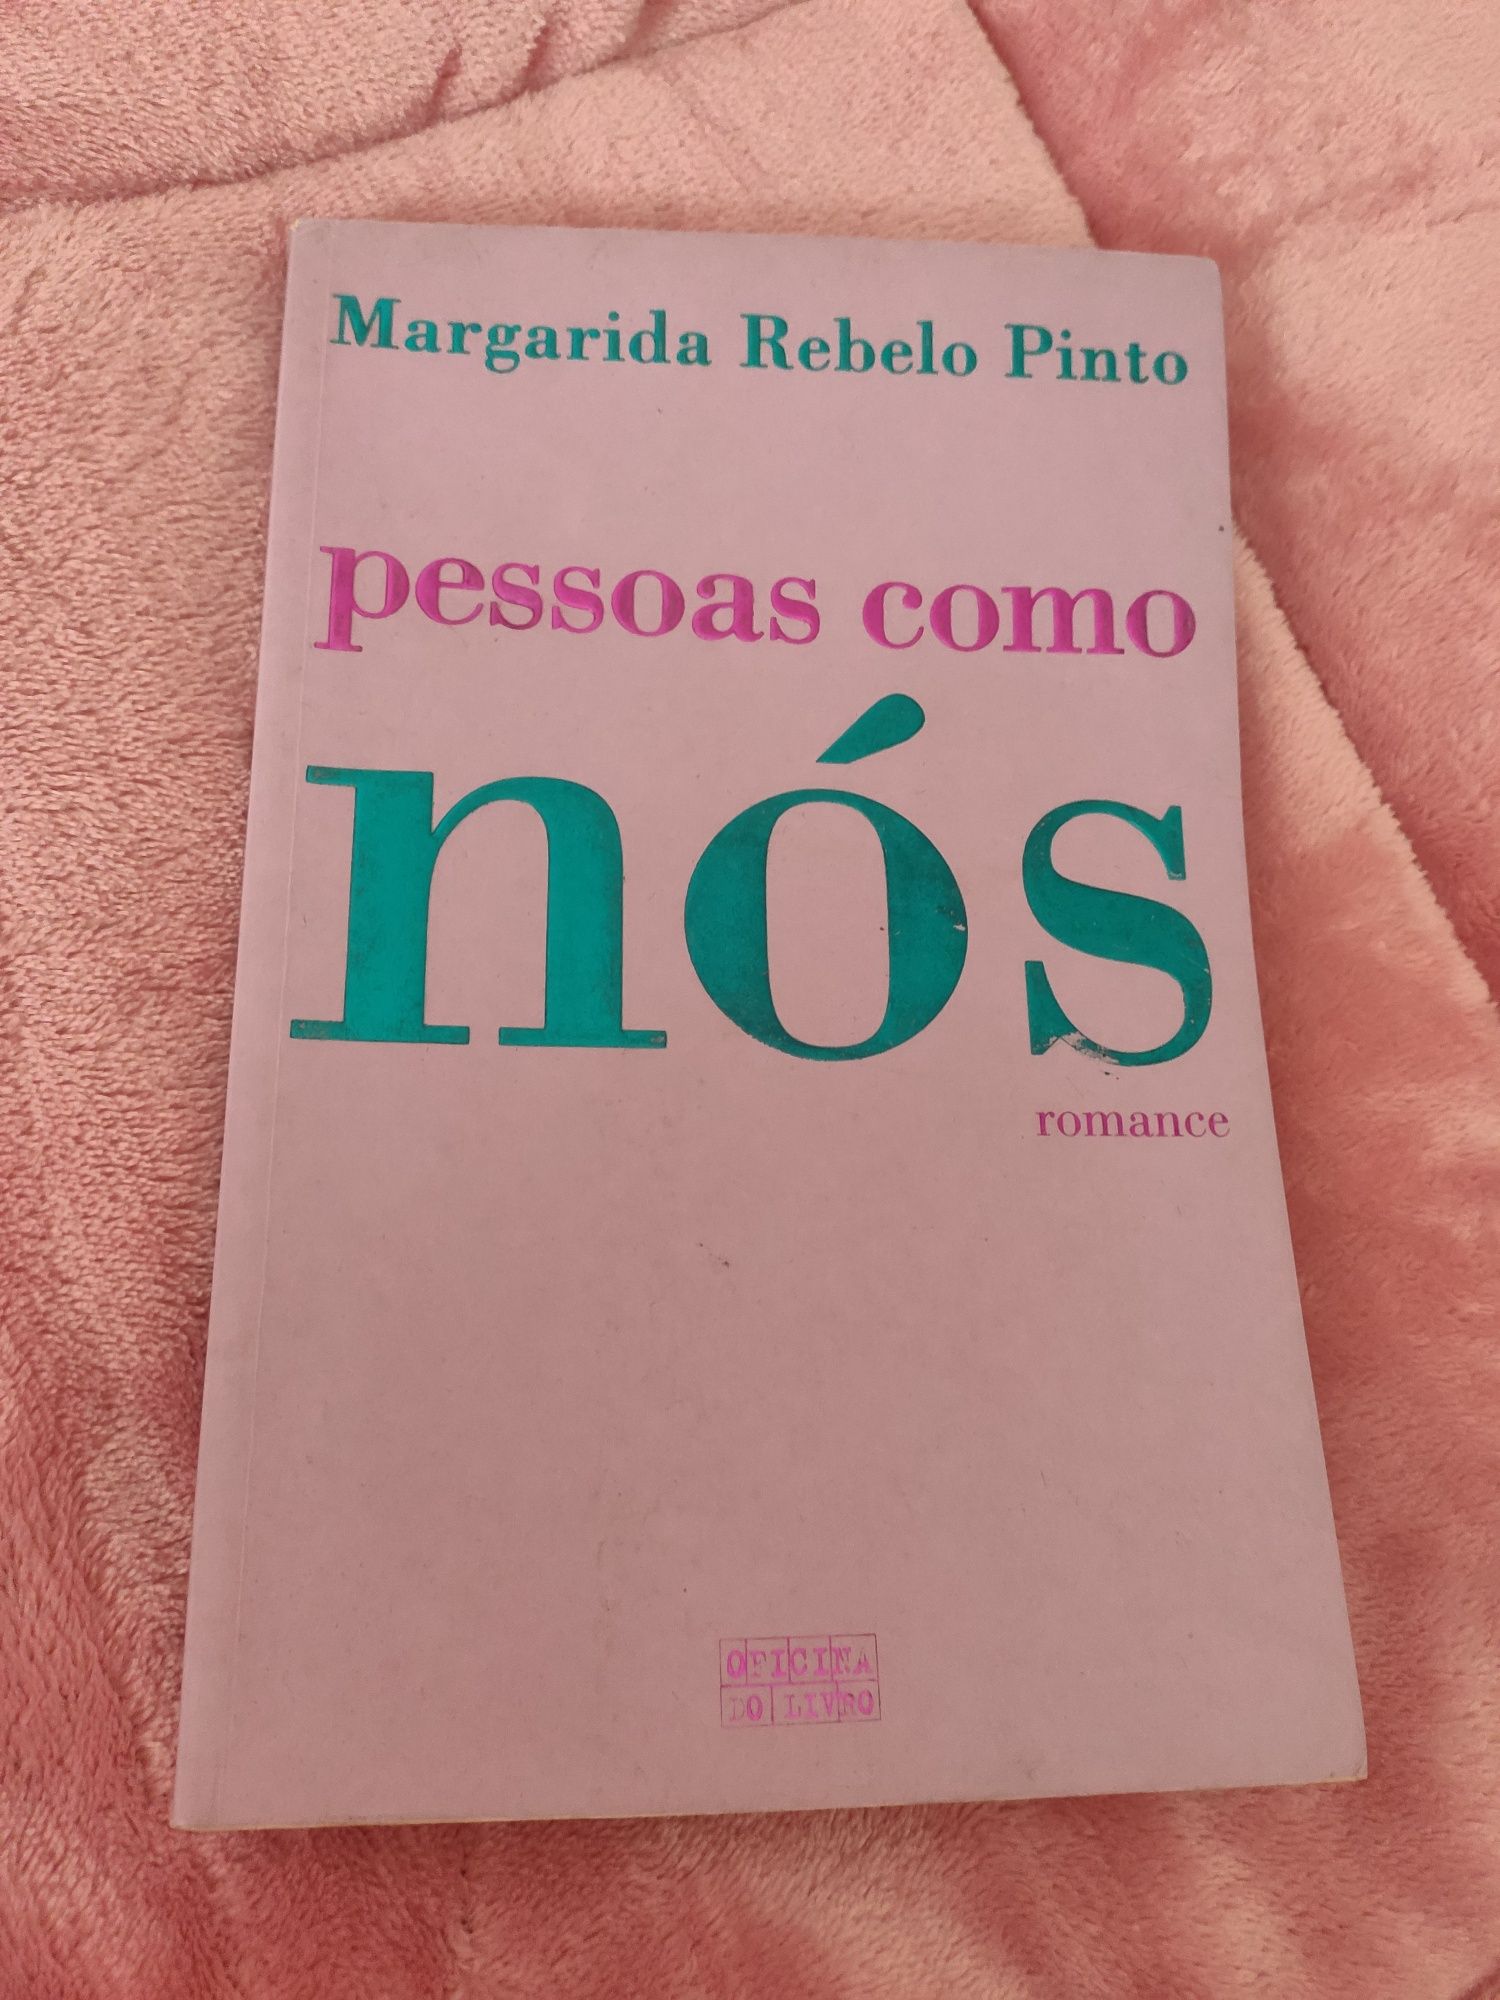 Margarida Rebelo Pinto
pessoas como
nós
romance
OFICINA
DO LIVRO